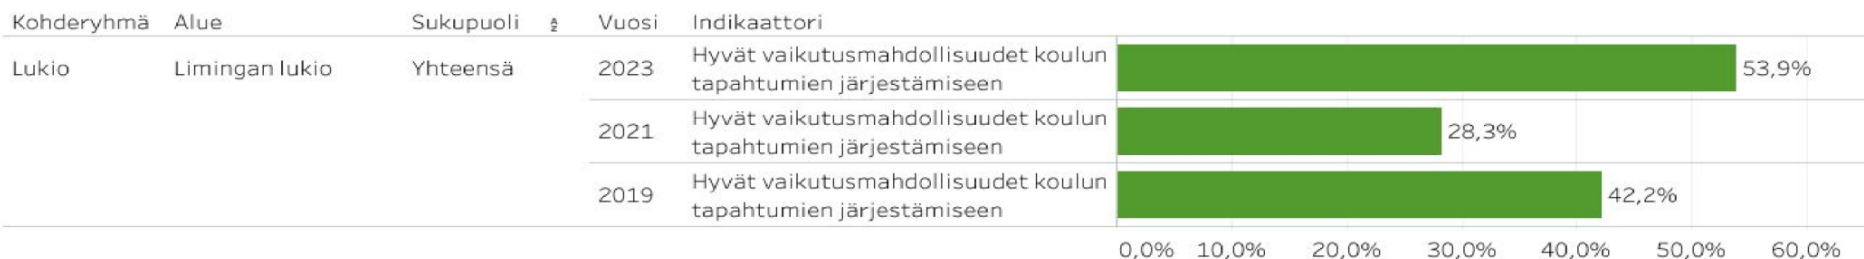 Kohderyhmä Alue Sukupuoli Vuosi Indikaattori
Lukio Limingan lukio Yhteensä 2023 Hyvät vaikutusmahdollisuudet koulun
tapahtumien järjestämiseen 53,9%
2021 Hyvät vaikutusmahdollisuudet koulun
tapahtumien järjestämiseen 28,3%
2019 Hyvät vaikutusmahdollisuudet koulun
tapahtumien järjestämiseen 42,2%
0,0% 10,0% 20,0% 30,0% 40,0% 50,0% 60,0%